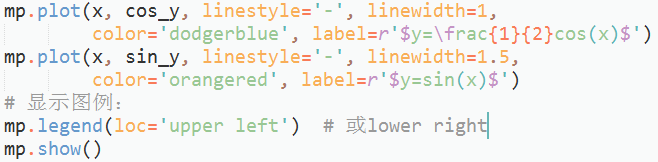 mp.plot(x, cos_y, linestyle='-', linewidth=1,
        color='dodgerblue', label=r'$y=\frac{1}{2}cos(x)$')
mp.plot(x, sin_y, linestyle='-', linewidth=1.5,
        color='orangered', label=r'$y=sin(x)$')
# 显示图例：
mp.legend(loc='upper left')  # 或lower right
mp.show()